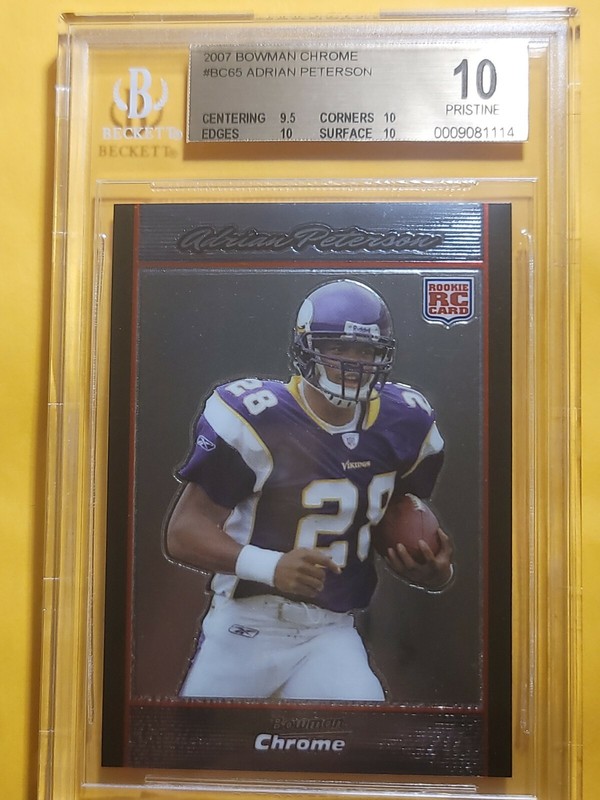 2007 BOWMAN CHROME
#BC65 ADRIAN PETERSON
10
PRISTINE
CENTERING 9.5 CORNERS 10
EDGES 10 SURFACE 10
0009081114
B
BECKETT
BECKETT
Adrian Peterson
ROOKIE
RC
CARD
Riddell
28
28
VIKINGS
28
Bowman
Chrome